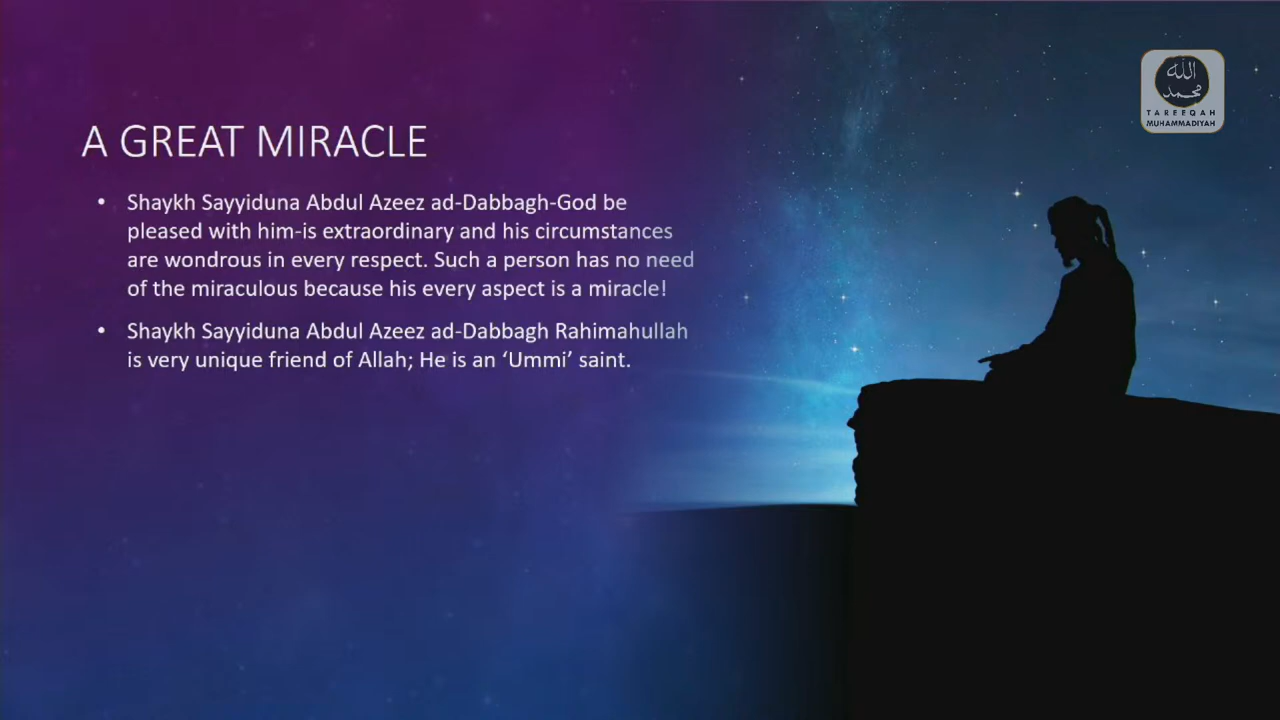 A GREAT MIRACLE
• Shaykh Sayyiduna Abdul Azeez ad-Dabbagh-God be
pleased with him-is extraordinary and his circumstances
are wondrous in every respect. Such a person has no need
of the miraculous because his every aspect is a miracle!
• Shaykh Sayyiduna Abdul Azeez ad-Dabbagh Rahimahullah
is very unique friend of Allah; He is an ‘Ummi’ saint.
الله
محمد
TAREEQAH
MUHAMMADIYAH